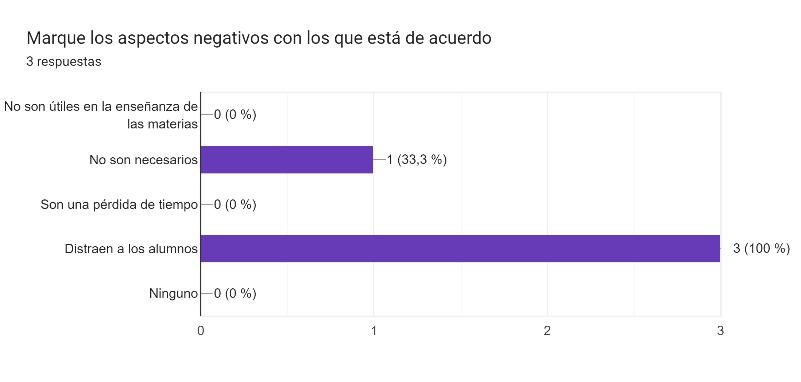 Marque los aspectos negativos con los que está de acuerdo
3 respuestas
No son útiles en la enseñanza de
las materias
0 (0 %)
No son necesarios
1 (33,3 %)
Son una pérdida de tiempo
0 (0 %)
Distraen a los alumnos
3 (100 %)
Ninguno
0 (0 %)
0 1 2 3